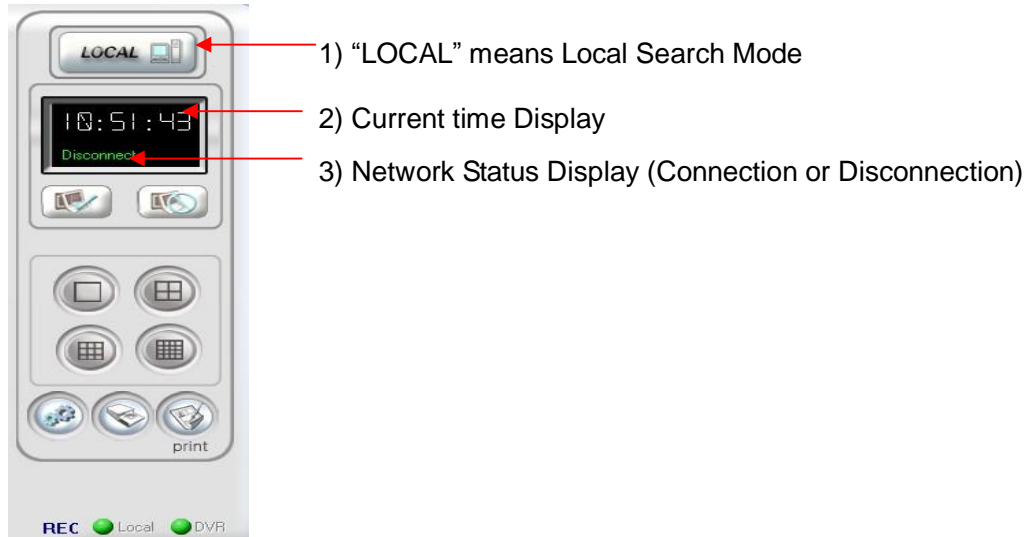 LOCAL
1) “LOCAL” means Local Search Mode
10:51:43
2) Current time Display
Disconnect
3) Network Status Display (Connection or Disconnection)
print
REC Local DVR